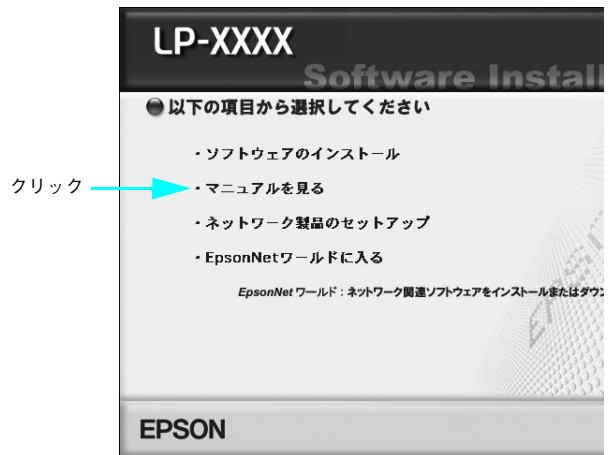 LP-XXXX
Software Install
以下の項目から選択してください
・ソフトウェアのインストール
クリック
・マニュアルを見る
・ネットワーク製品のセットアップ
・EpsonNetワールドに入る
EpsonNet ワールド：ネットワーク関連ソフトウェアをインストールまたはダウン
EPSON